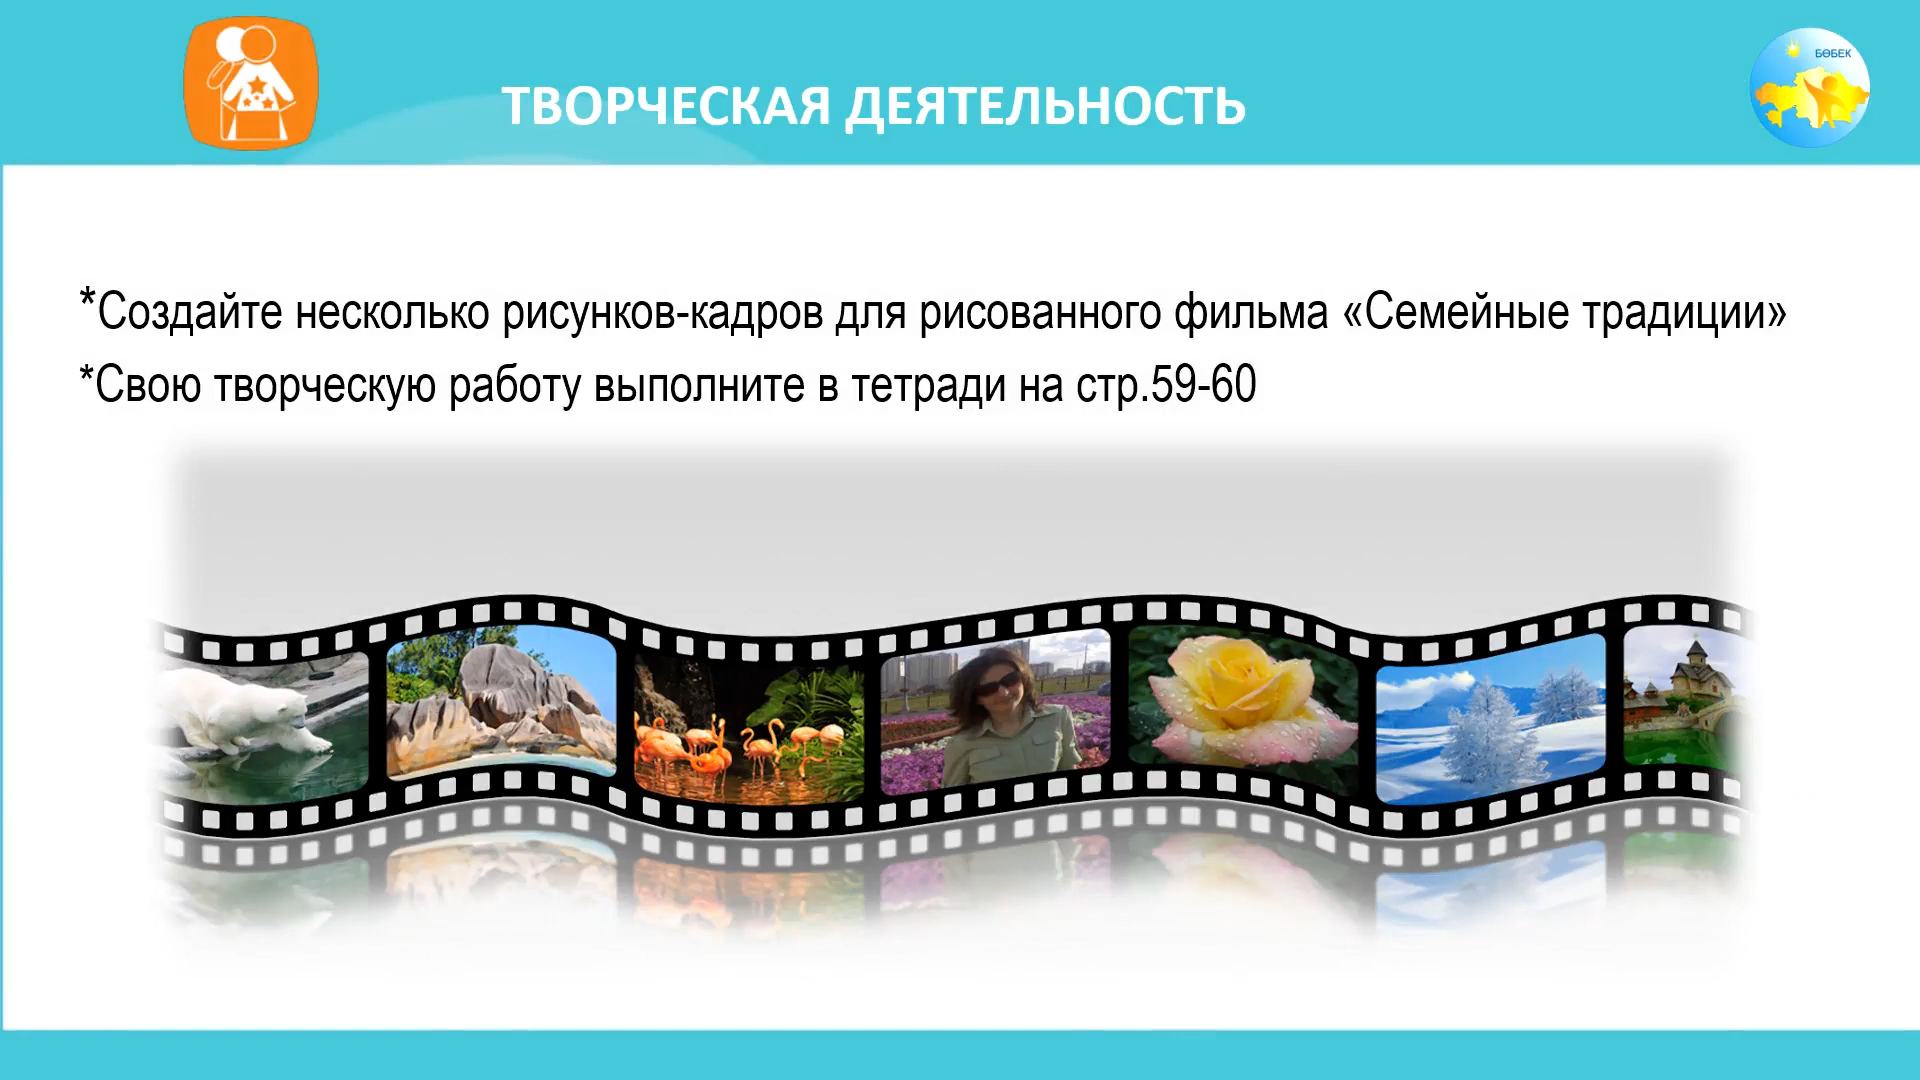 БӨБЕК
ТВОРЧЕСКАЯ ДЕЯТЕЛЬНОСТЬ
*Создайте несколько рисунков-кадров для рисованного фильма «Семейные традиции»
*Свою творческую работу выполните в тетради на стр.59-60